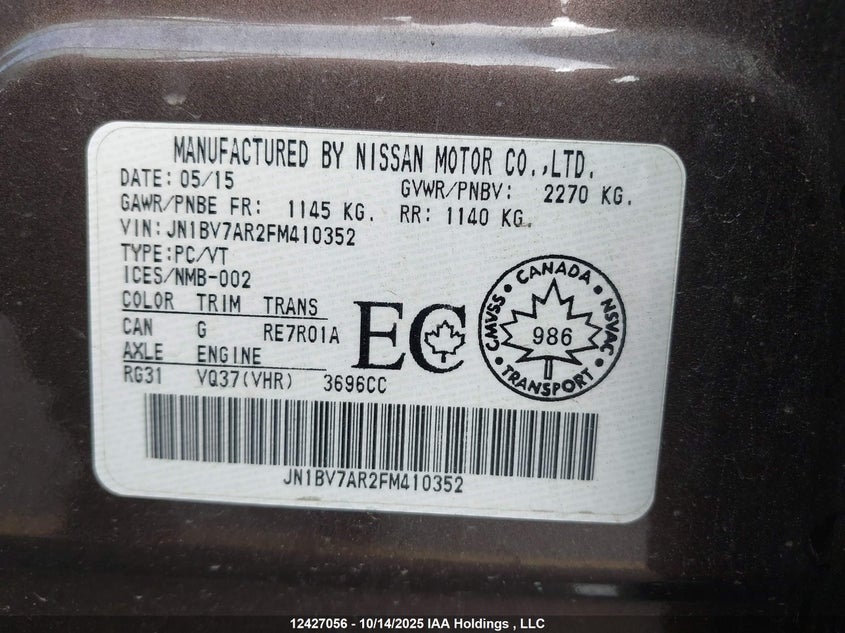 MANUFACTURED BY NISSAN MOTOR CO.,LTD.
DATE: 05/15 GVWR/PNBV: 2270 KG.
GAWR/PNBE FR: 1145 KG. RR: 1140 KG.
VIN: JN1BV7AR2FM410352
TYPE:PC/VT
ICES/NMB-002
COLOR TRIM TRANS
CAN G RE7R01A
AXLE ENGINE
RG31 VQ37(VHR) 3696CC
EC
CANADA
CMVSS 986 NSVAC
TRANSPORT
JN1BV7AR2FM410352
12427056 - 10/14/2025 IAA Holdings , LLC